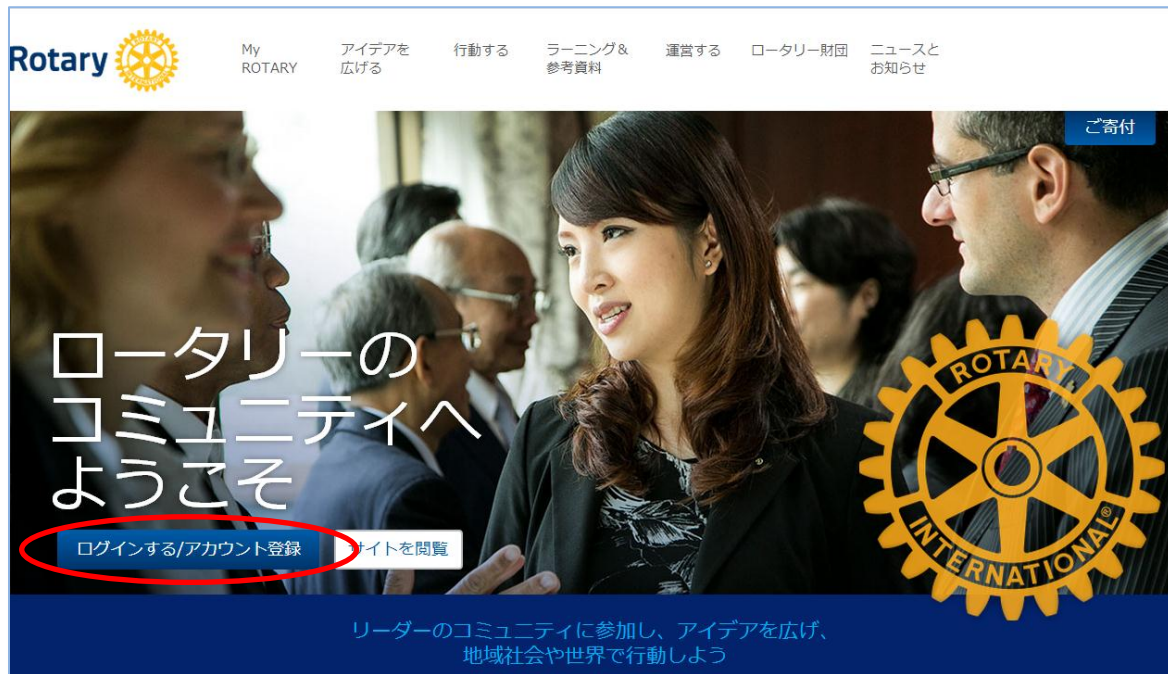 Rotary
My
ROTARY
アイデアを
広げる
行動する
ラーニング&
参考資料
運営する
ロータリー財団
ニュースと
お知らせ
ご寄付
ロータリーの
コミュニティへ
ようこそ
ログインする/アカウント登録
サイトを閲覧
ROTARY
INTERNATIONAL®
リーダーのコミュニティに参加し、アイデアを広げ、
地域社会や世界で行動しよう